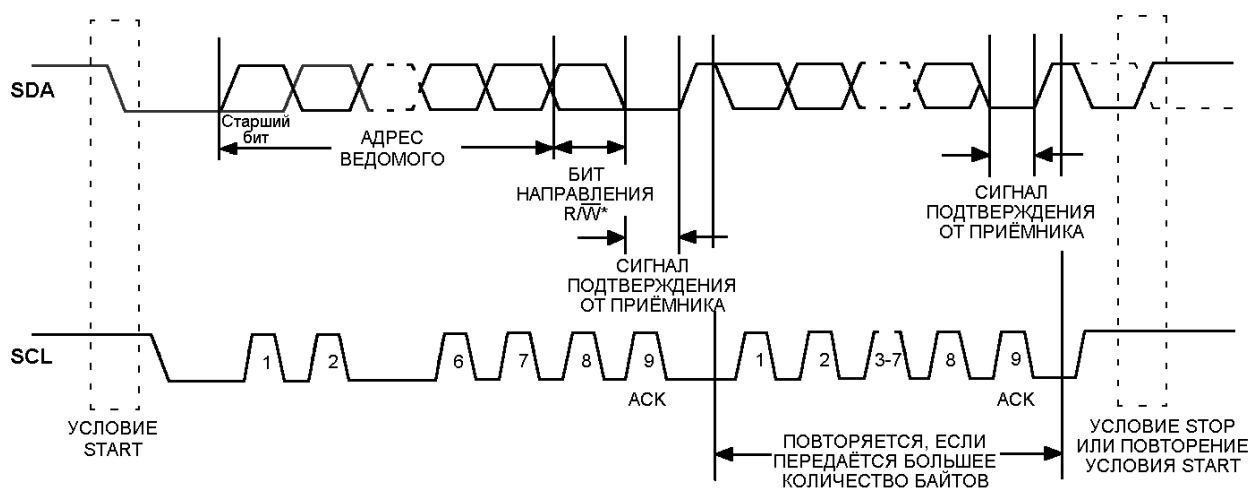 SDA
Старший
бит
АДРЕС
ВЕДОМОГО
БИТ
НАПРАВЛЕНИЯ
R/W*
СИГНАЛ
ПОДТВЕРЖДЕНИЯ
ОТ ПРИЁМНИКА
СИГНАЛ
ПОДТВЕРЖДЕНИЯ
ОТ ПРИЁМНИКА
SCL
1
2
6
7
8
9
1
2
3-7
8
9
ACK
ACK
УСЛОВИЕ
START
ПОВТОРЯЕТСЯ, ЕСЛИ
ПЕРЕДАЁТСЯ БОЛЬШЕЕ
КОЛИЧЕСТВО БАЙТОВ
УСЛОВИЕ STOP
ИЛИ ПОВТОРЕНИЕ
УСЛОВИЯ START